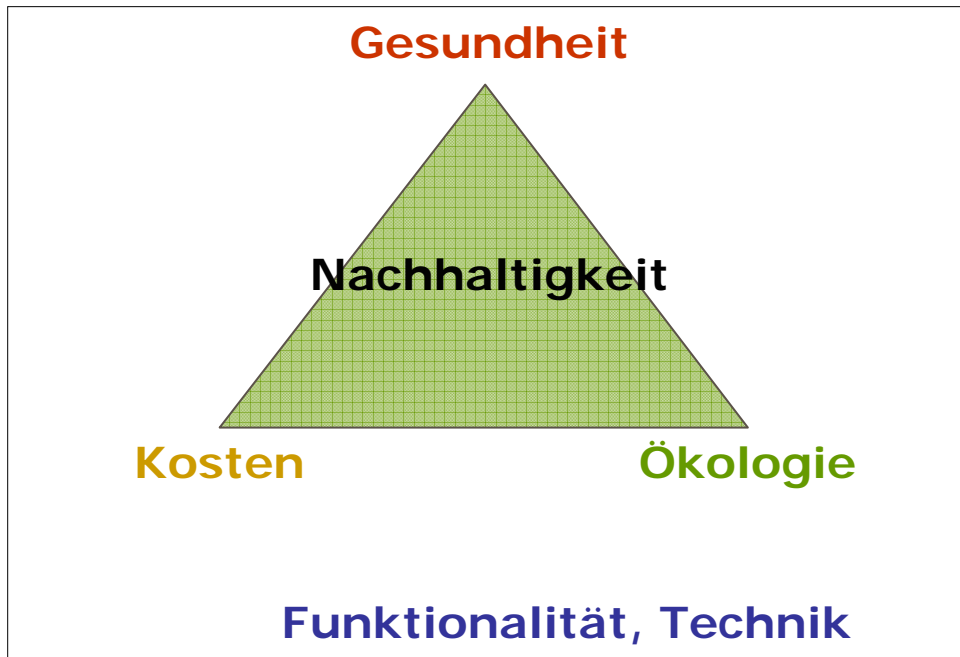 Gesundheit
Nachhaltigkeit
Kosten
Ökologie
Funktionalität, Technik